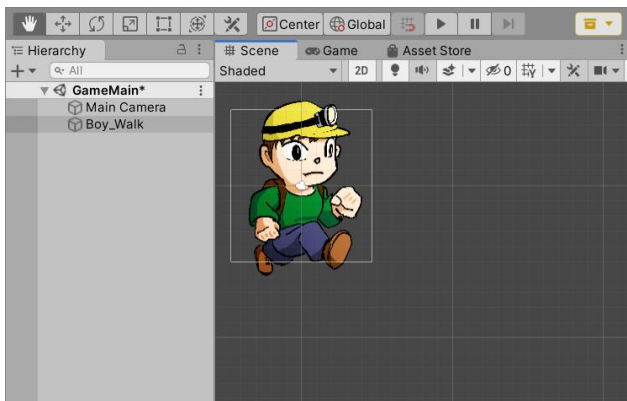 Center Global
Hierarchy
# Scene Game Asset Store
All
Shaded 2D 0
GameMain*
Main Camera
Boy_Walk